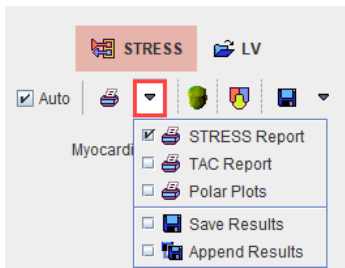 STRESS LV
Auto
Myocardi
STRESS Report
TAC Report
Polar Plots
Save Results
Append Results